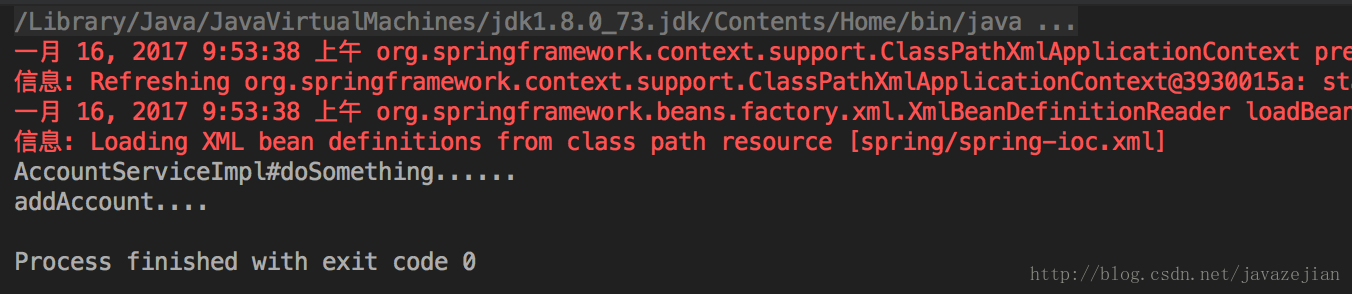 /Library/Java/JavaVirtualMachines/jdk1.8.0_73.jdk/Contents/Home/bin/java ...
一月 16, 2017 9:53:38 上午 org.springframework.context.support.ClassPathXmlApplicationContext pre
信息: Refreshing org.springframework.context.support.ClassPathXmlApplicationContext@3930015a: sta
一月 16, 2017 9:53:38 上午 org.springframework.beans.factory.xml.XmlBeanDefinitionReader loadBean
信息: Loading XML bean definitions from class path resource [spring/spring-ioc.xml]
AccountServiceImpl#doSomething......
addAccount....
Process finished with exit code 0
http://blog.csdn.net/javazejian